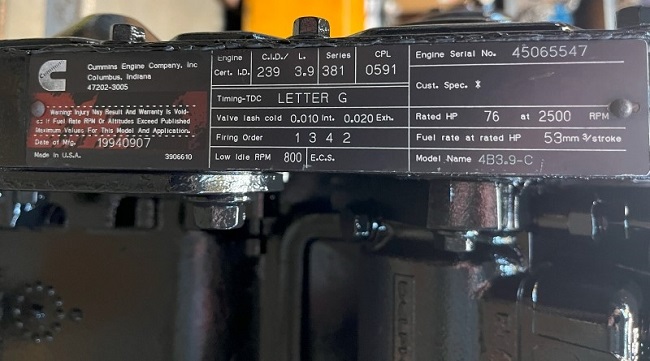 Cummins Engine Company, Inc
Columbus, Indiana
47202-3005
Warning: Injury May Result And Warranty Is Void-
ed If Fuel Rate RPM Or Altitudes Exceed Published
Maximum Values For This Model And Application.
Date of Mfg. 19940907
Made in U.S.A. 3906610
Engine C.I.D./ L. Series CPL
Cert. I.D. 239 3.9 381 0591
Timing-TDC LETTER G
Valve lash cold 0.010 Int. 0.020 Exh.
Firing Order 1 3 4 2
Low Idle RPM 800 E.C.S.
Engine Serial No. 45065547
Cust. Spec. *
Rated HP 76 at 2500 RPM
Fuel rate at rated HP 53mm³/stroke
Model Name 4B3.9-C